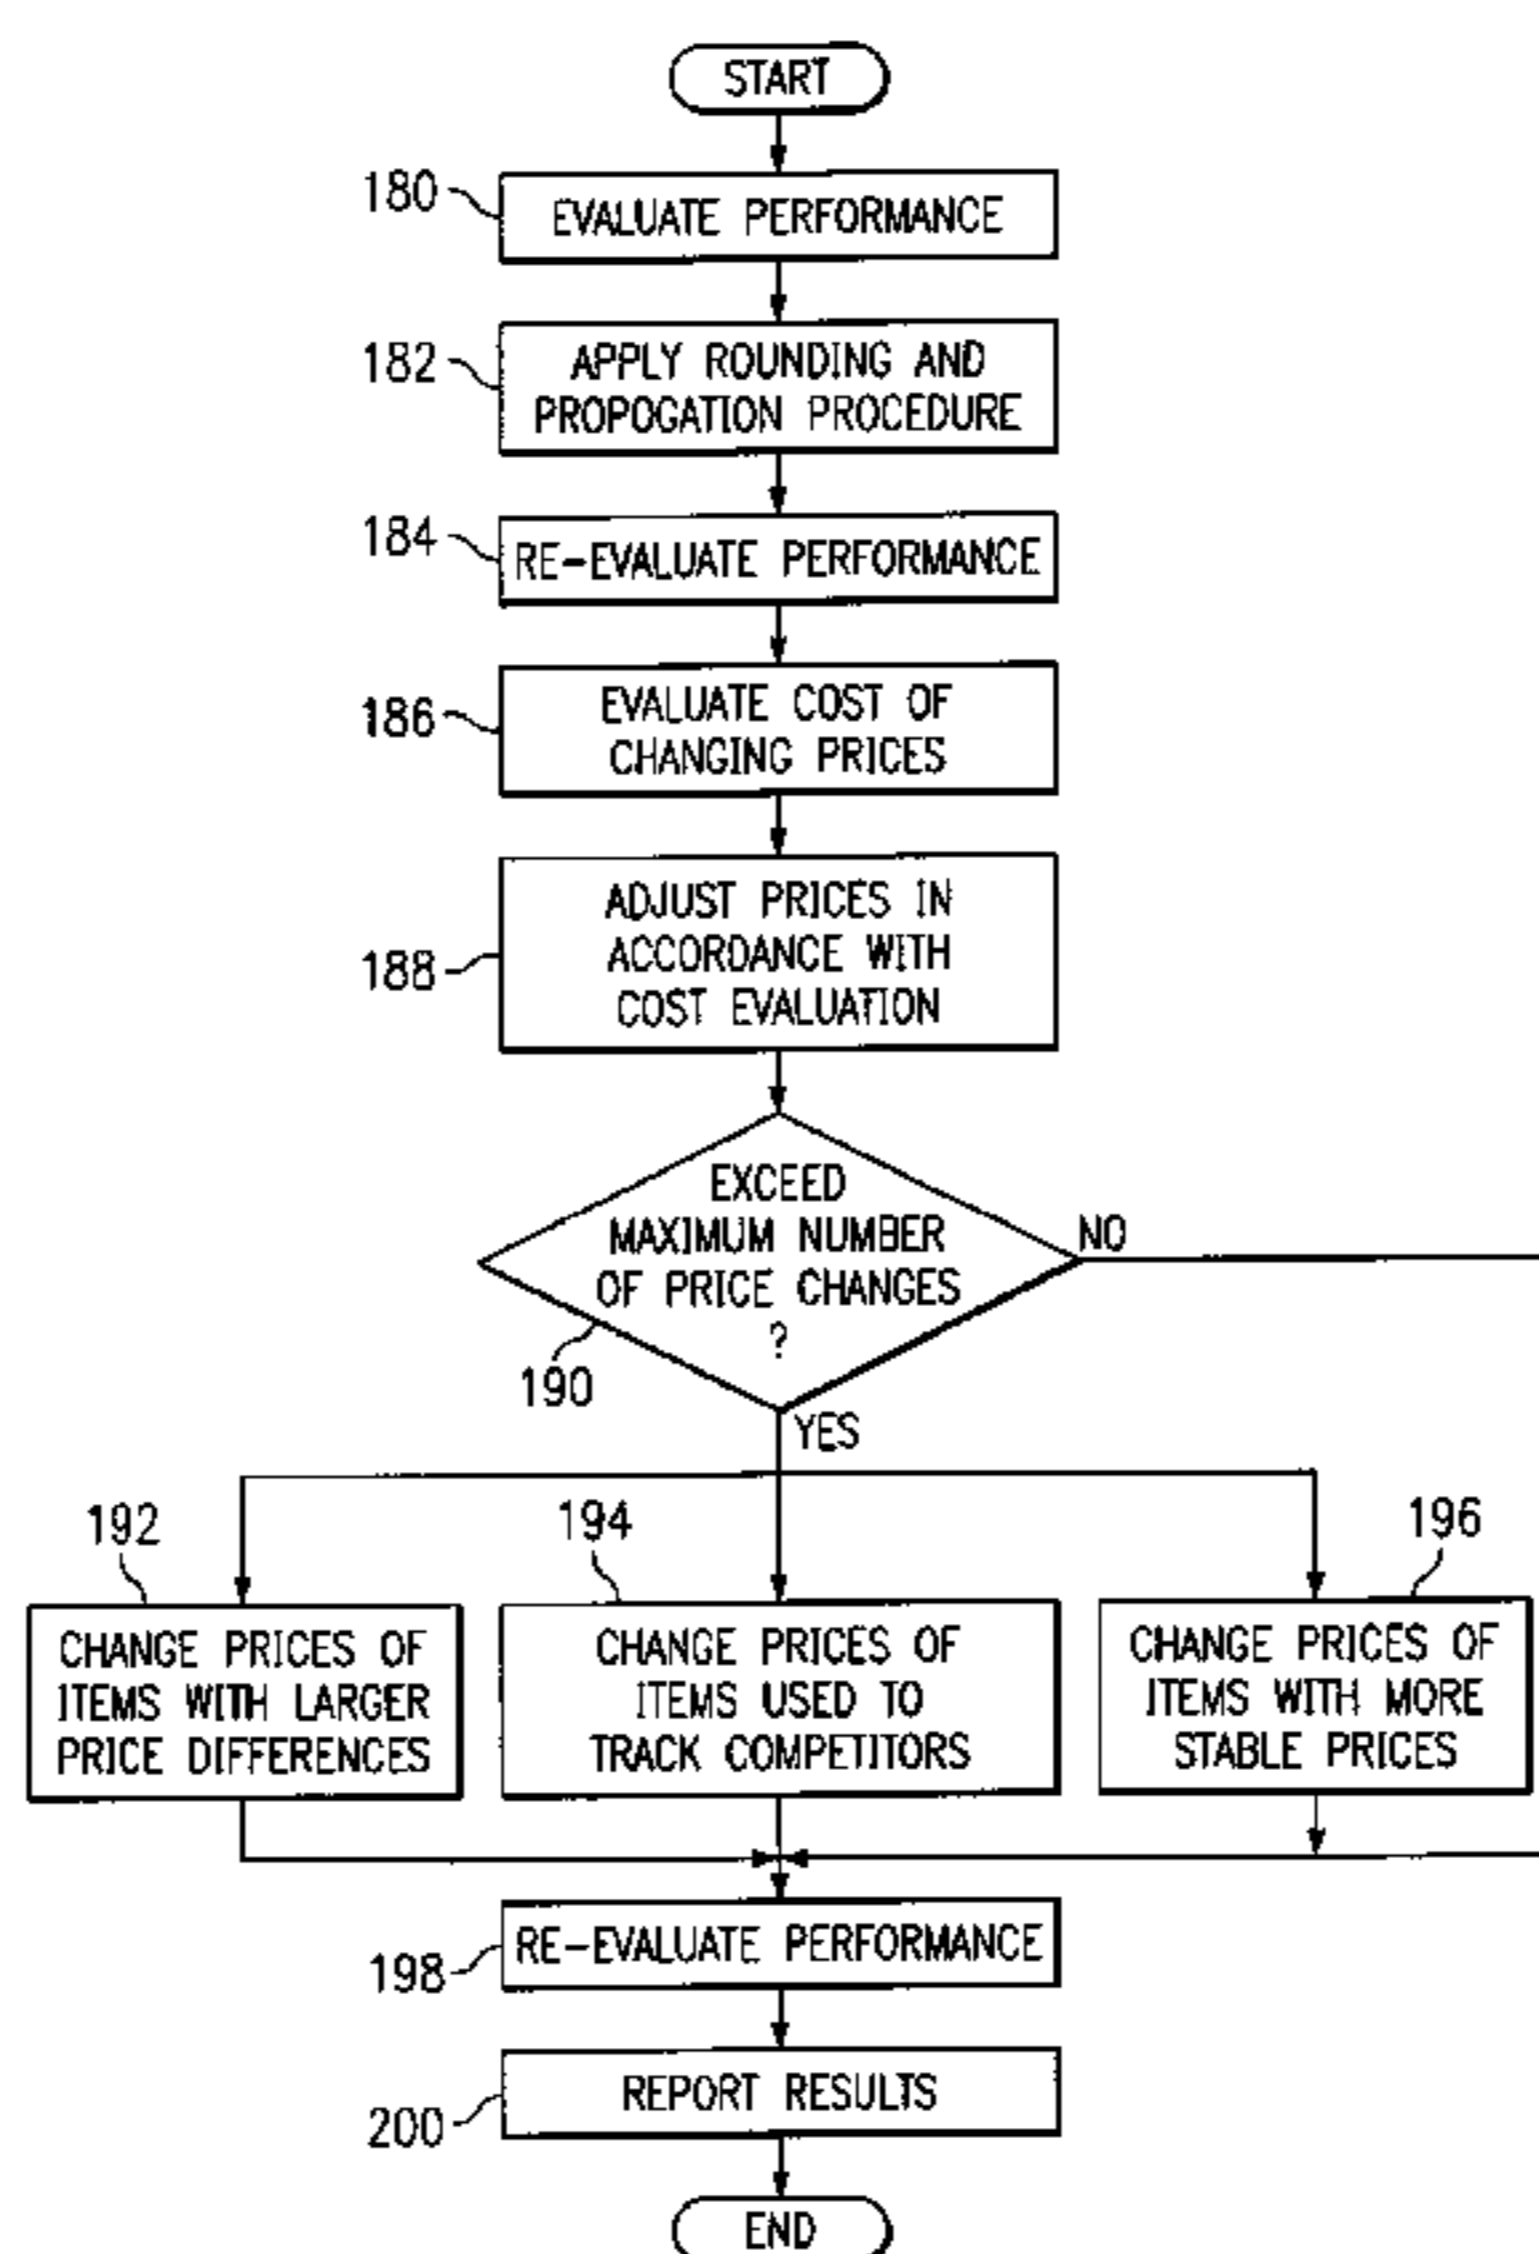 START
180
EVALUATE PERFORMANCE
182
APPLY ROUNDING AND
PROPOGATION PROCEDURE
184
RE-EVALUATE PERFORMANCE
186
EVALUATE COST OF
CHANGING PRICES
188
ADJUST PRICES IN
ACCORDANCE WITH
COST EVALUATION
EXCEED
MAXIMUM NUMBER
OF PRICE CHANGES
?
NO
190
YES
192
CHANGE PRICES OF
ITEMS WITH LARGER
PRICE DIFFERENCES
194
CHANGE PRICES OF
ITEMS USED TO
TRACK COMPETITORS
196
CHANGE PRICES OF
ITEMS WITH MORE
STABLE PRICES
198
RE-EVALUATE PERFORMANCE
200
REPORT RESULTS
END